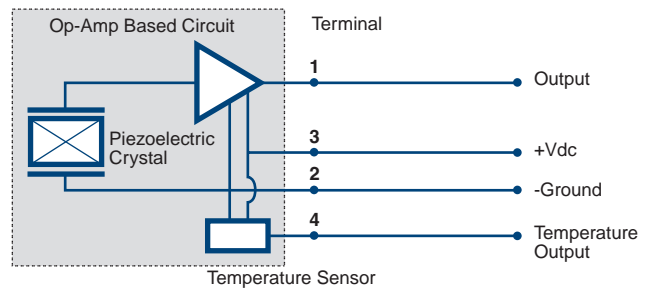 Op-Amp Based Circuit
Terminal
1
Output
Piezoelectric
Crystal
3
+Vdc
2
-Ground
4
Temperature
Output
Temperature Sensor